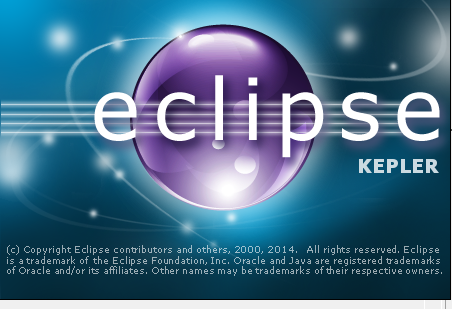 eclipse
KEPLER
(c) Copyright Eclipse contributors and others, 2000, 2014. All rights reserved. Eclipse
is a trademark of the Eclipse Foundation, Inc. Oracle and Java are registered trademarks
of Oracle and/or its affiliates. Other names may be trademarks of their respective owners.